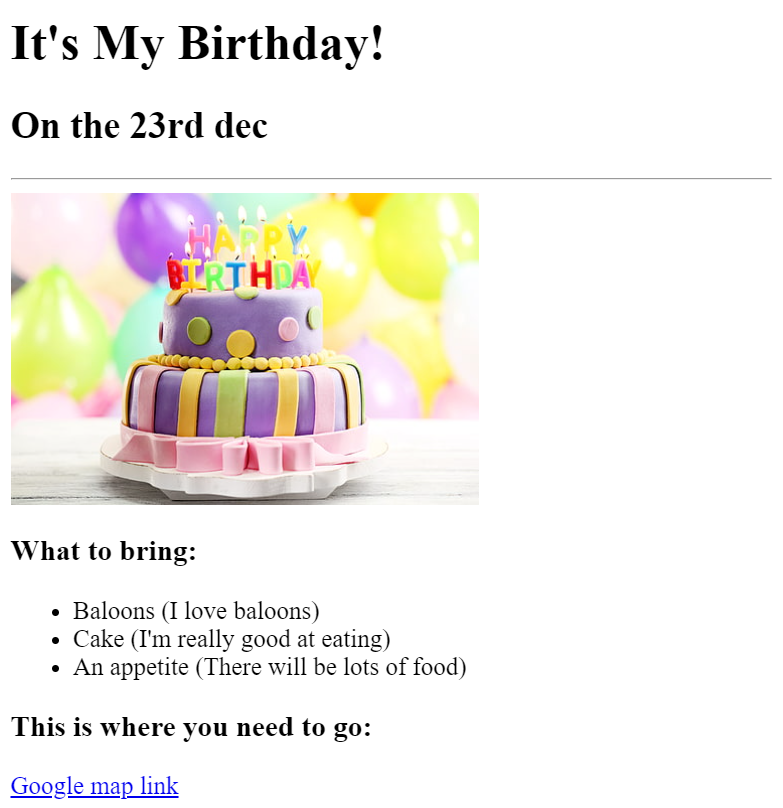 It's My Birthday!
On the 23rd dec
HAPPY
BIRTHDAY
What to bring:
Baloons (I love baloons)
Cake (I'm really good at eating)
An appetite (There will be lots of food)
This is where you need to go:
Google map link